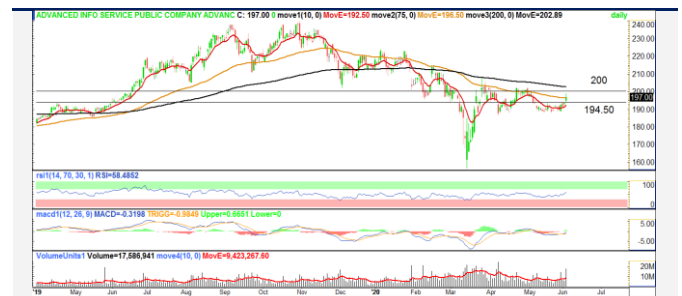 ADVANCED INFO SERVICE PUBLIC COMPANY ADVANC C: 197.00 0 move1(10, 0) MovE=192.50 move2(75, 0) MovE=196.50 move3(200, 0) MovE=202.89 daily
240.00
230.00
220.00
210.00
200
200.00
197.00
194.50
190.00
180.00
170.00
160.00
rsi1(14, 70, 30, 1) RSI=58.4852
100
0
macd1(12, 26, 9) MACD=-0.3198 TRIGG=-0.9849 Upper=0.6651 Lower=0
5.00
-5.00
VolumeUnits1 Volume=17,586,941 move4(10, 0) MovE=9,423,267.60
20M
10M
'19 May Jun Jul Aug Sep Oct Nov Dec '20 Feb Mar Apr May Jun Jul